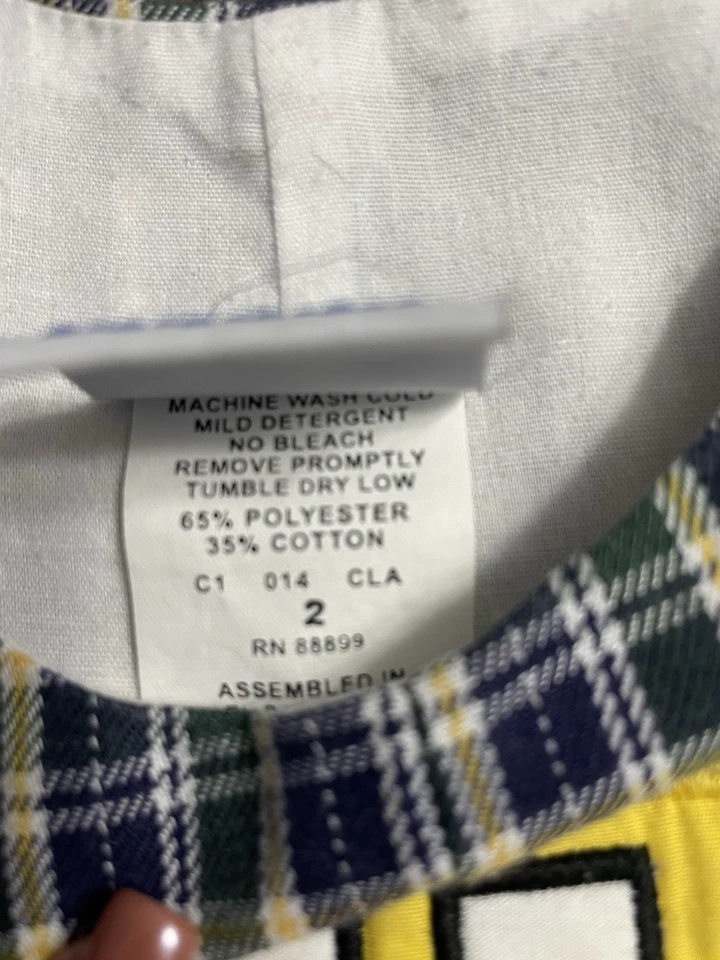 MACHINE WASH COLD
MILD DETERGENT
NO BLEACH
REMOVE PROMPTLY
TUMBLE DRY LOW
65% POLYESTER
35% COTTON
C1 014 CLA
2
RN 88899
ASSEMBLED IN